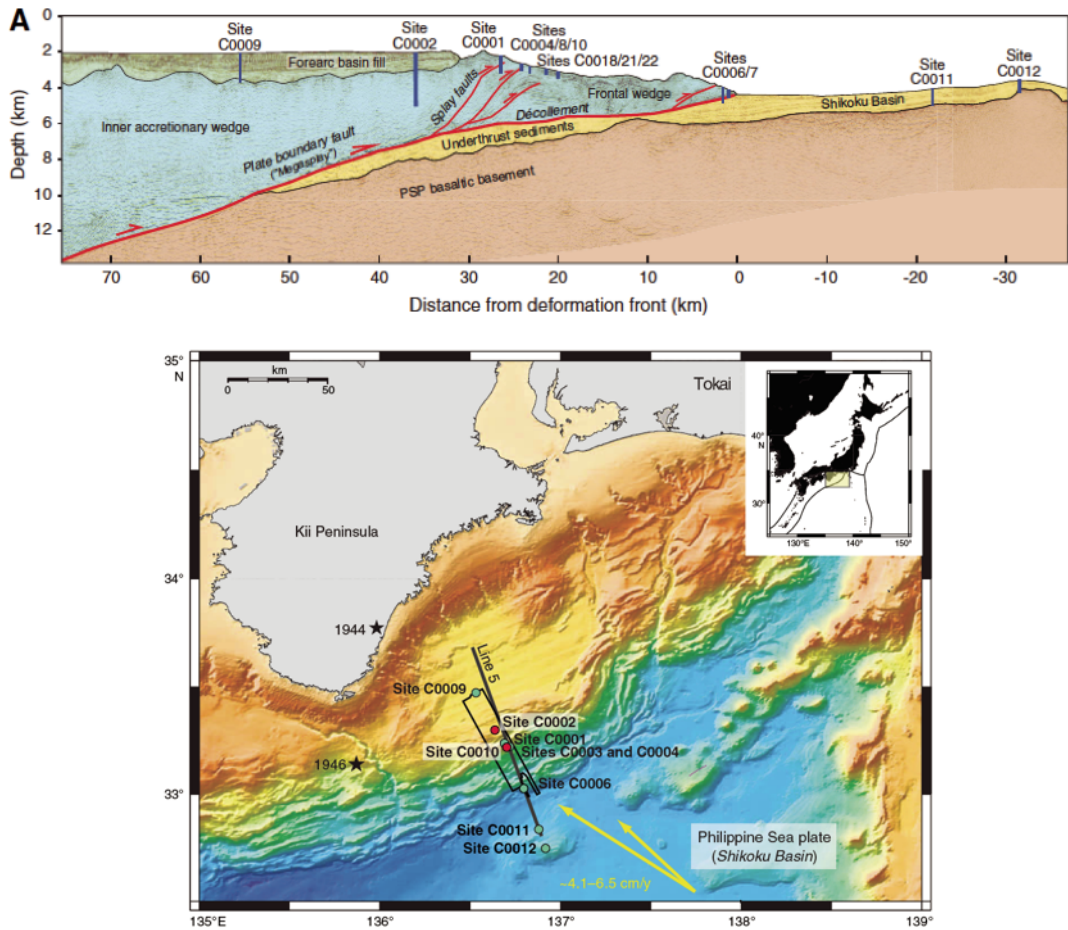 A
0
2
4
6
8
10
12
Depth (km)
Site
C0009
Site
C0002
Site
C0001
Sites
C0004/8/10
Sites C0018/21/22
Sites
C0006/7
Site
C0011
Site
C0012
Forearc basin fill
Inner accretionary wedge
Splay faults
Frontal wedge
Décollement
Shikoku Basin
Plate boundary fault
("Megasplay")
Underthrust sediments
PSP basaltic basement
70 60 50 40 30 20 10 0 -10 -20 -30
Distance from deformation front (km)
35°
N
34°
33°
km
0 50
Tokai
Kii Peninsula
1944
1946
Line 5
Site C0009
Site C0002
Site C0001
Site C0010
Sites C0003 and C0004
Site C0006
Site C0011
Site C0012
Philippine Sea plate
(Shikoku Basin)
~4.1–6.5 cm/y
40°
N
30°
130°E 140° 150°
135°E 136° 137° 138° 139°